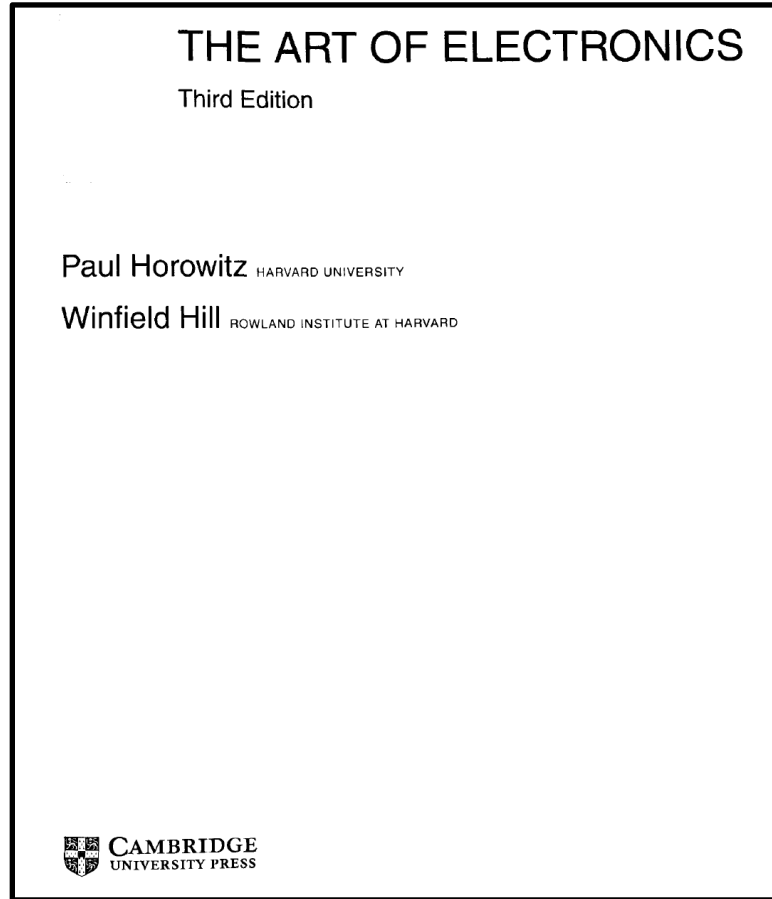 THE ART OF ELECTRONICS
Third Edition
Paul Horowitz HARVARD UNIVERSITY
Winfield Hill ROWLAND INSTITUTE AT HARVARD
CAMBRIDGE
UNIVERSITY PRESS